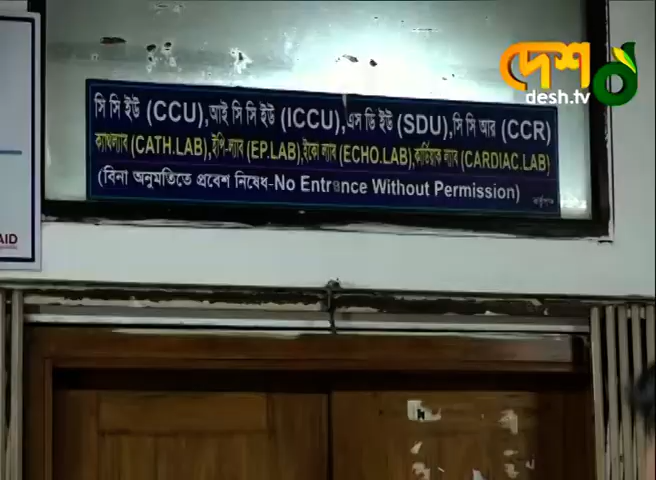 দেশ
desh.tv
সি সি ইউ (CCU),আই সি সি ইউ (ICCU),এস ডি ইউ (SDU),সি সি আর (CCR)
ক্যাথল্যাব (CATH.LAB),ইপি-ল্যাব (EP.LAB),ইকো ল্যাব (ECHO.LAB),কার্ডিয়াক ল্যাব (CARDIAC.LAB)
(বিনা অনুমতিতে প্রবেশ নিষেধ-No Entrance Without Permission)
AID